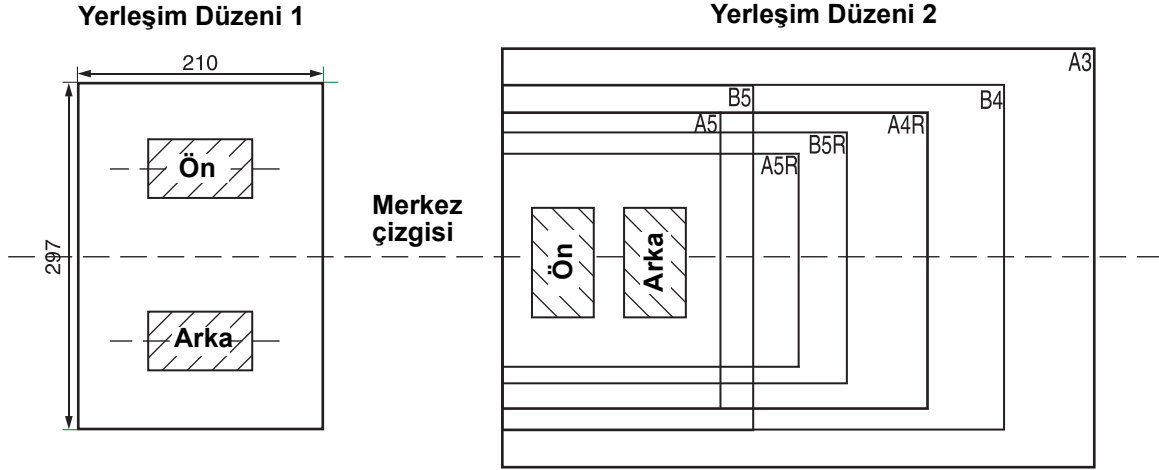 Yerleşim Düzeni 1
210
297
Ön
Arka
Merkez
çizgisi
Yerleşim Düzeni 2
A3
B4
B5
A5
A4R
B5R
A5R
Ön
Arka